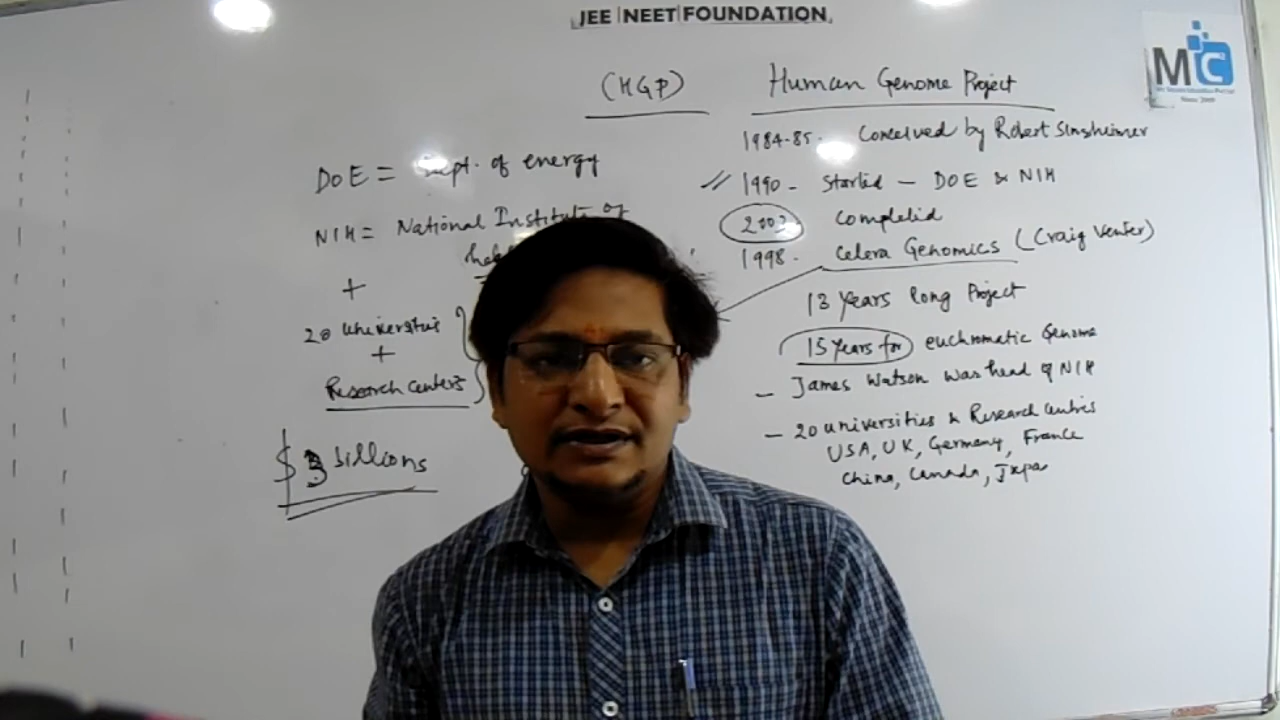 JEE NEET FOUNDATION
MC
(HGP) Human Genome Project
1984-85. Conceived by Robert Sinsheimer
1990 - Started - DOE & NIH
2003 Completed
1998. Celera Genomics (Craig Venter)
13 years long Project
15 years for euchromatic Genome
- James Watson was head of NIH
- 20 universities & Research centres
USA, UK, Germany, France
China, Canada, Japa
DOE = Dept. of energy
NIH = National Institute of
+
20 universities
+
Research centers
$ 3 billions